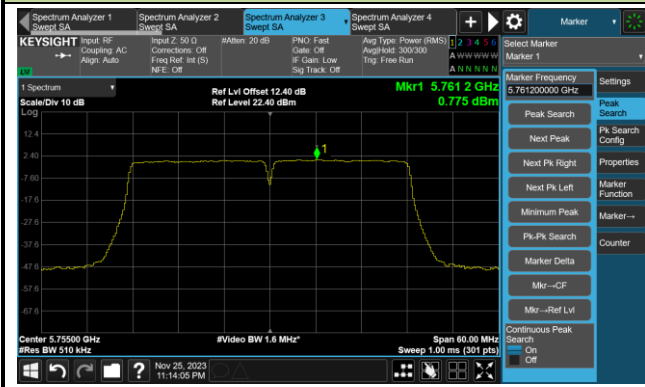 Spectrum Analyzer 1
Swept SA
Spectrum Analyzer 2
Swept SA
Spectrum Analyzer 3
Swept SA
Spectrum Analyzer 4
Swept SA
Marker
KEYSIGHT
Input: RF
Coupling: AC
Align: Auto
Input Z: 50 Ω
Corrections: Off
Freq Ref: Int (S)
NFE: Off
#Atten: 20 dB
PNO: Fast
Gate: Off
IF Gain: Low
Sig Track: Off
Avg Type: Power (RMS)
Avg|Hold: 300/300
Trig: Free Run
1 2 3 4 5 6
A W W W W W
A N N N N N
Select Marker
Marker 1
1 Spectrum
Scale/Div 10 dB
Log
Ref Lvl Offset 12.40 dB
Ref Level 22.40 dBm
Mkr1 5.761 2 GHz
0.775 dBm
1
12.4
2.40
-7.60
-17.6
-27.6
-37.6
-47.6
-57.6
-67.6
Center 5.75500 GHz
#Res BW 510 kHz
#Video BW 1.6 MHz*
Span 60.00 MHz
Sweep 1.00 ms (301 pts)
Marker Frequency
5.761200000 GHz
Peak Search
Next Peak
Next Pk Right
Next Pk Left
Minimum Peak
Pk-Pk Search
Marker Delta
Mkr→CF
Mkr→Ref Lvl
Continuous Peak
Search
On
Off
Settings
Peak
Search
Pk Search
Config
Properties
Marker
Function
Marker→
Counter
?
Nov 25, 2023
11:14:05 PM